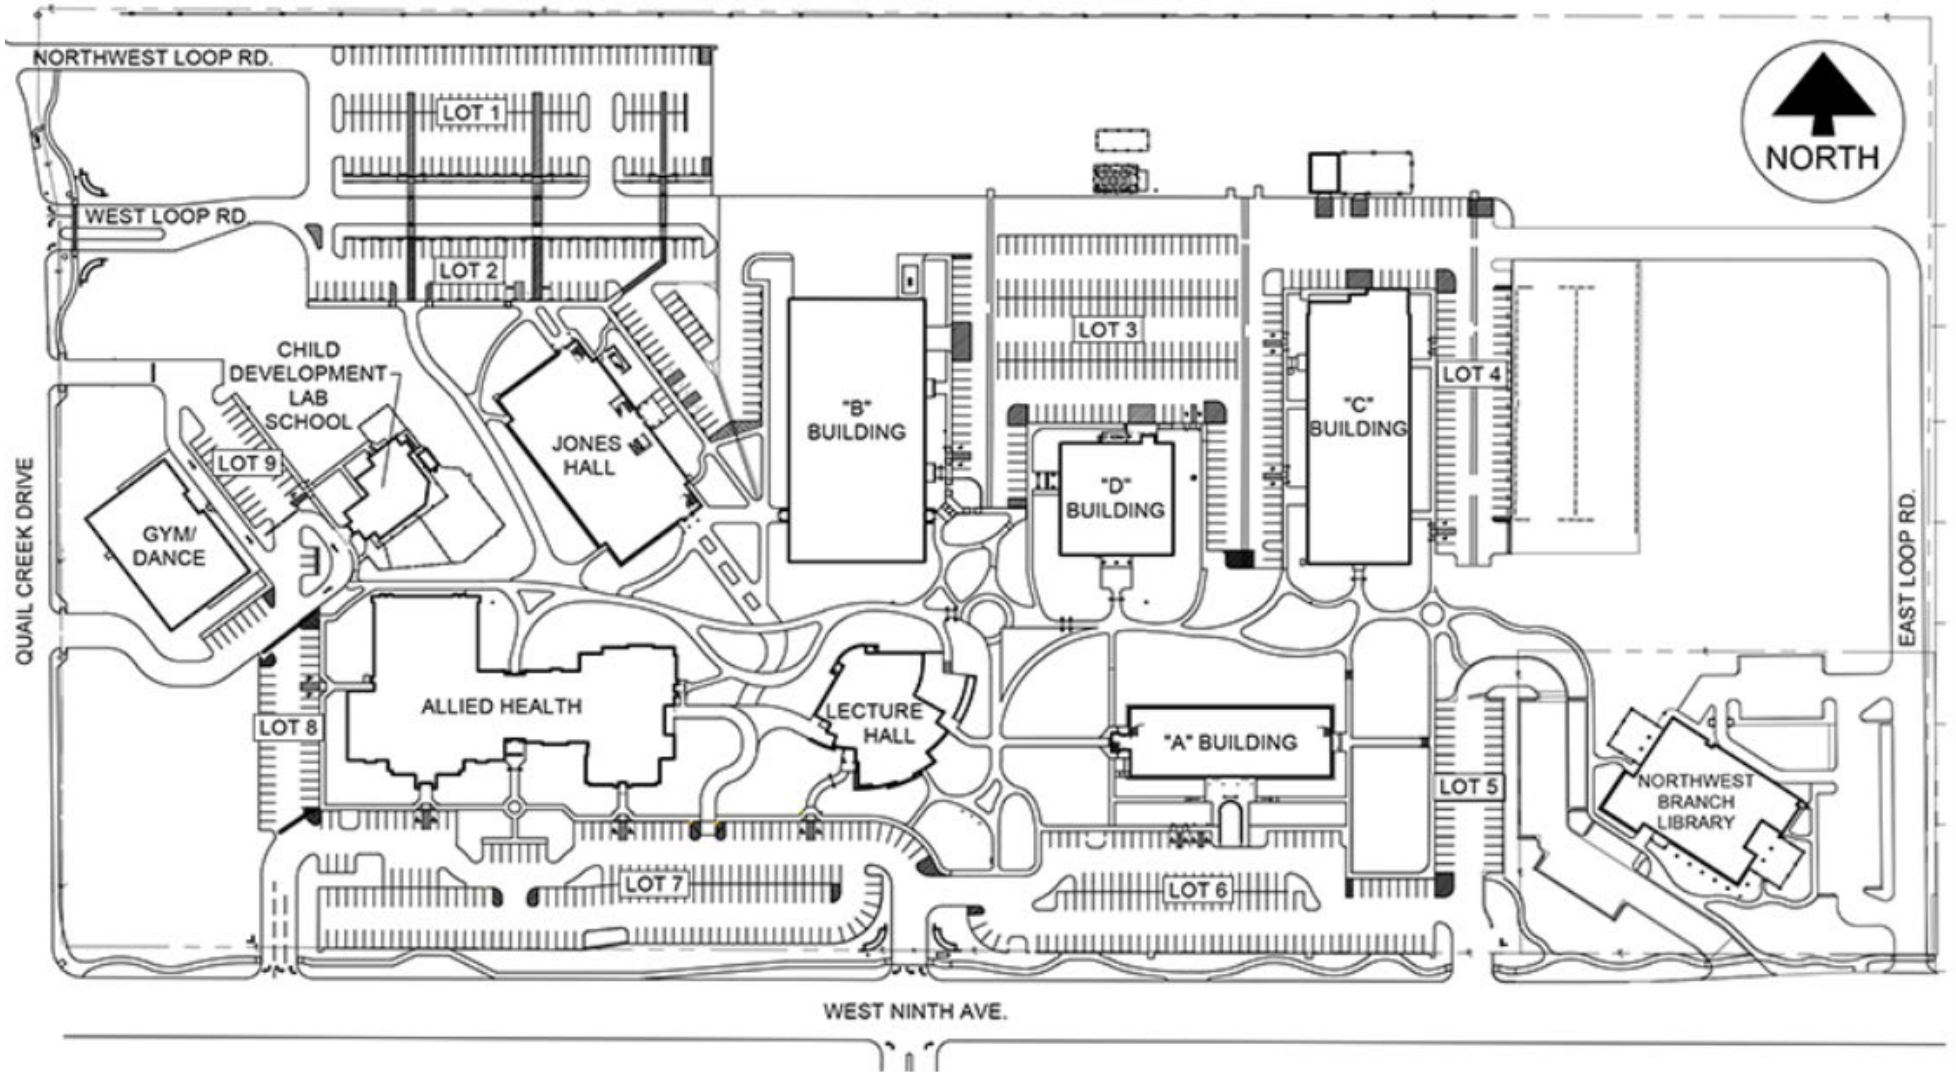 NORTHWEST LOOP RD.
LOT 1
NORTH
WEST LOOP RD.
LOT 2
LOT 3
CHILD
DEVELOPMENT
LAB
SCHOOL
LOT 4
"B"
BUILDING
"C"
BUILDING
JONES
HALL
LOT 9
"D"
BUILDING
GYM/
DANCE
QUAIL CREEK DRIVE
EAST LOOP RD.
ALLIED HEALTH
LECTURE
HALL
LOT 8
"A" BUILDING
LOT 5
NORTHWEST
BRANCH
LIBRARY
LOT 7
LOT 6
WEST NINTH AVE.